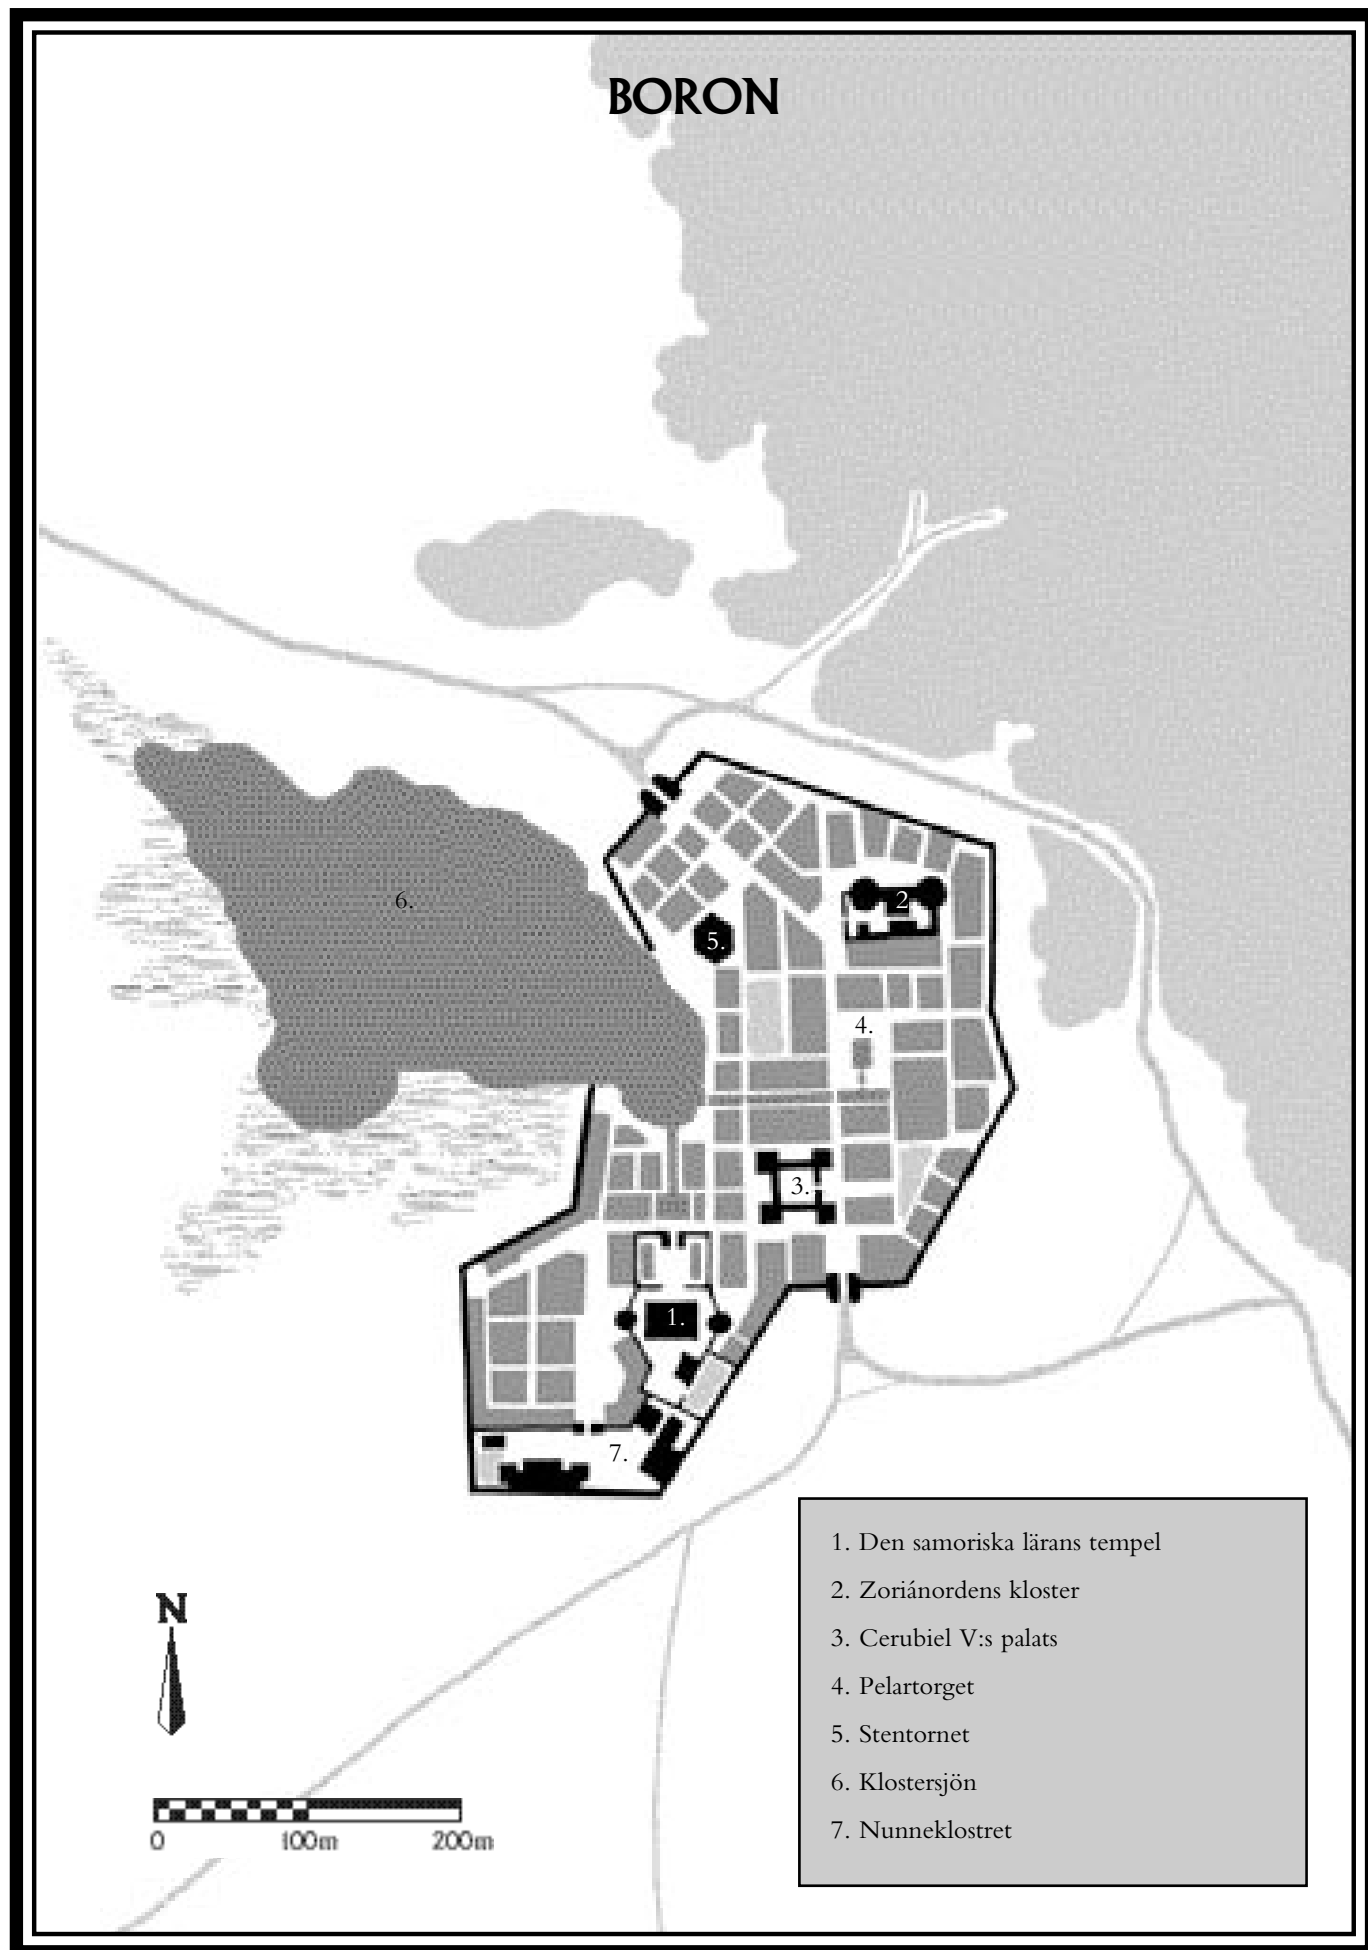 BORON
6.
2
5.
4.
3.
1.
7.
1. Den samoriska lärans tempel
2. Zoriánordens kloster
3. Cerubiel V:s palats
4. Pelartorget
5. Stentornet
6. Klostersjön
7. Nunneklostret
N
0 100m 200m